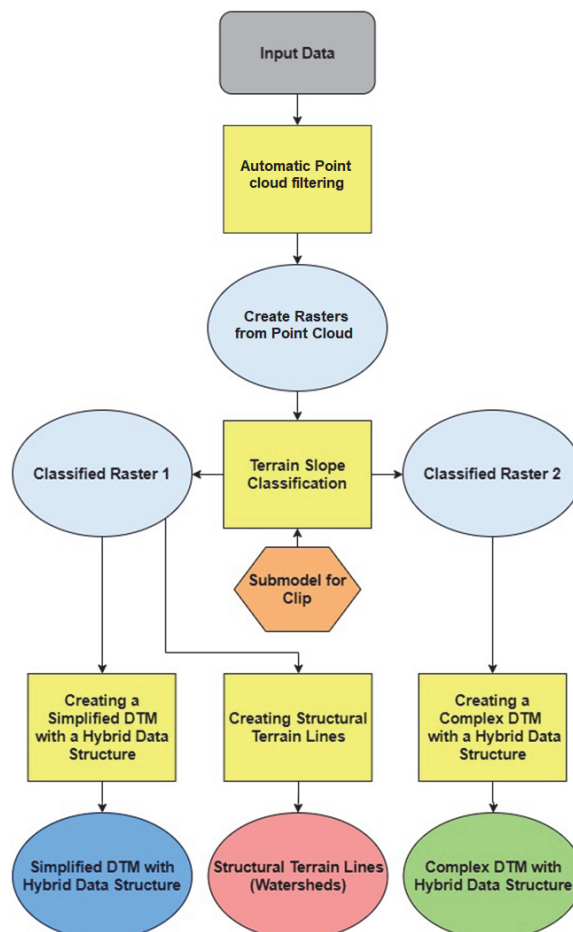 Input Data
Automatic Point
cloud filtering
Create Rasters
from Point Cloud
Classified Raster 1
Terrain Slope
Classification
Classified Raster 2
Submodel for
Clip
Creating a
Simplified DTM
with a Hybrid Data
Structure
Creating Structural
Terrain Lines
Creating a
Complex DTM
with a Hybrid Data
Structure
Simplified DTM with
Hybrid Data Structure
Structural Terrain Lines
(Watersheds)
Complex DTM with
Hybrid Data Structure